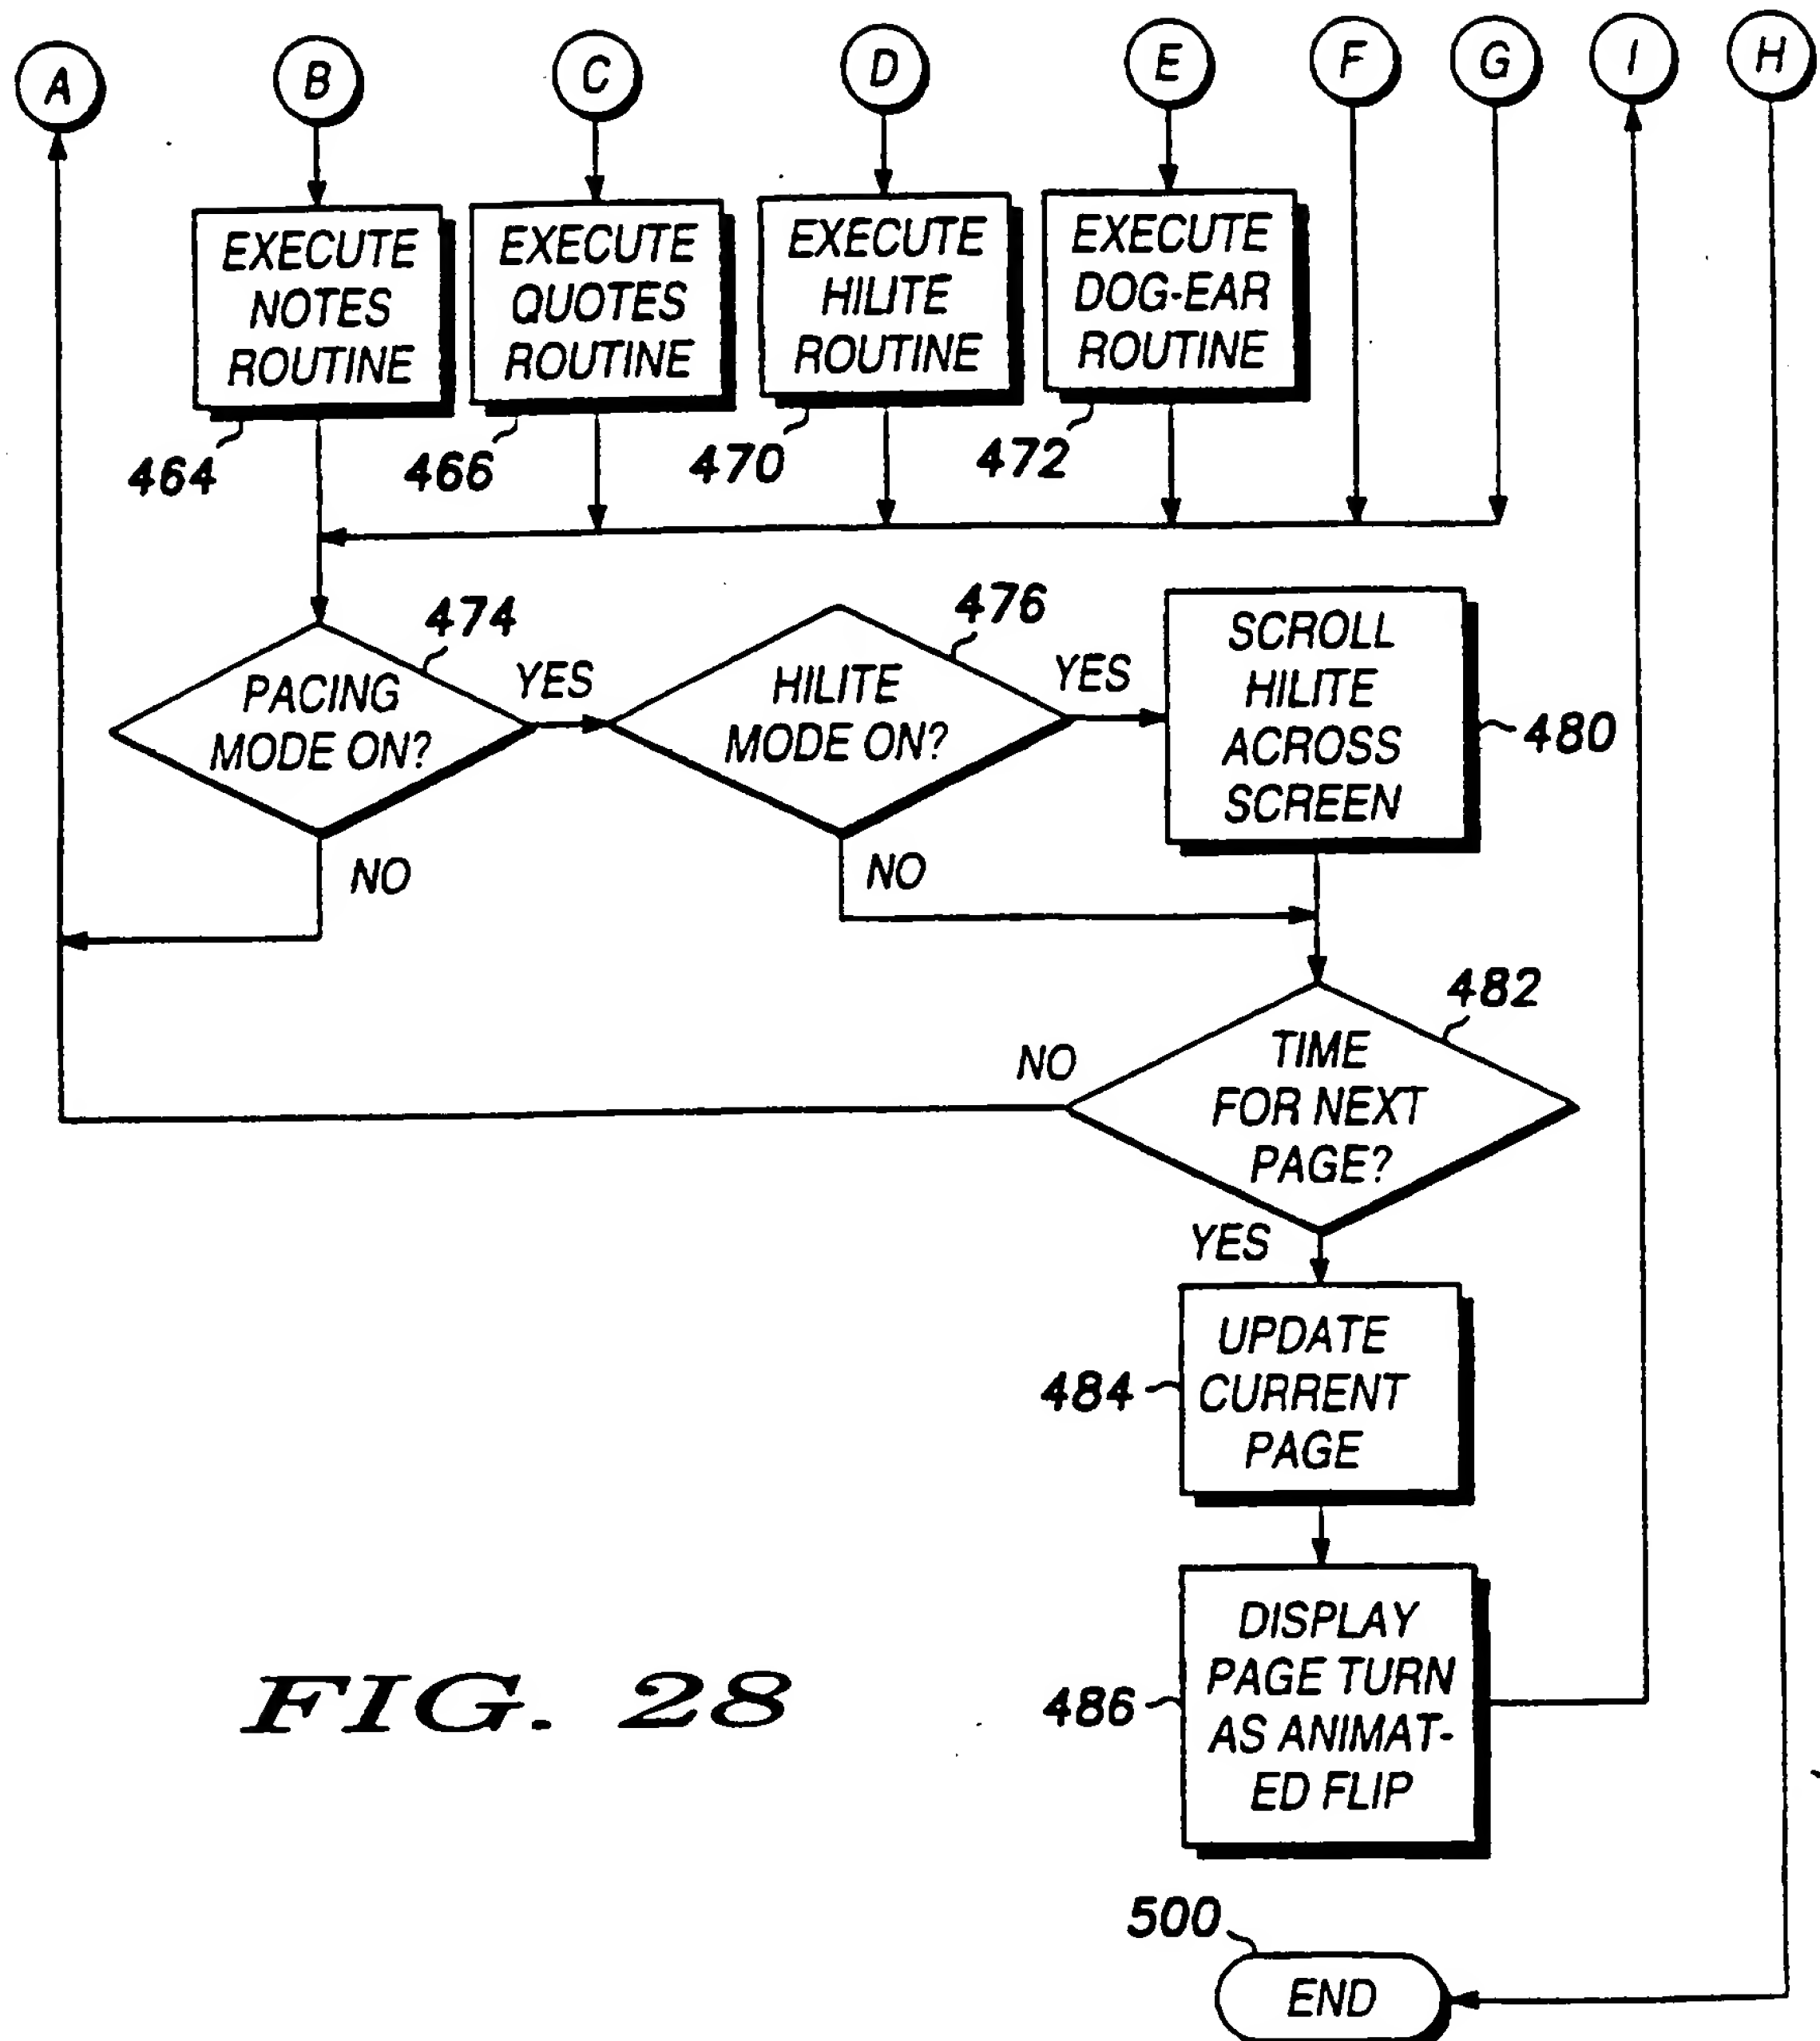 A
B
C
D
E
F
G
I
H
EXECUTE
NOTES
ROUTINE
464
EXECUTE
QUOTES
ROUTINE
466
EXECUTE
HILITE
ROUTINE
470
EXECUTE
DOG-EAR
ROUTINE
472
PACING
MODE ON?
474
YES
NO
HILITE
MODE ON?
476
YES
NO
SCROLL
HILITE
ACROSS
SCREEN
480
TIME
FOR NEXT
PAGE?
482
NO
YES
UPDATE
CURRENT
PAGE
484
DISPLAY
PAGE TURN
AS ANIMAT-
ED FLIP
486
FIG. 28
500
END